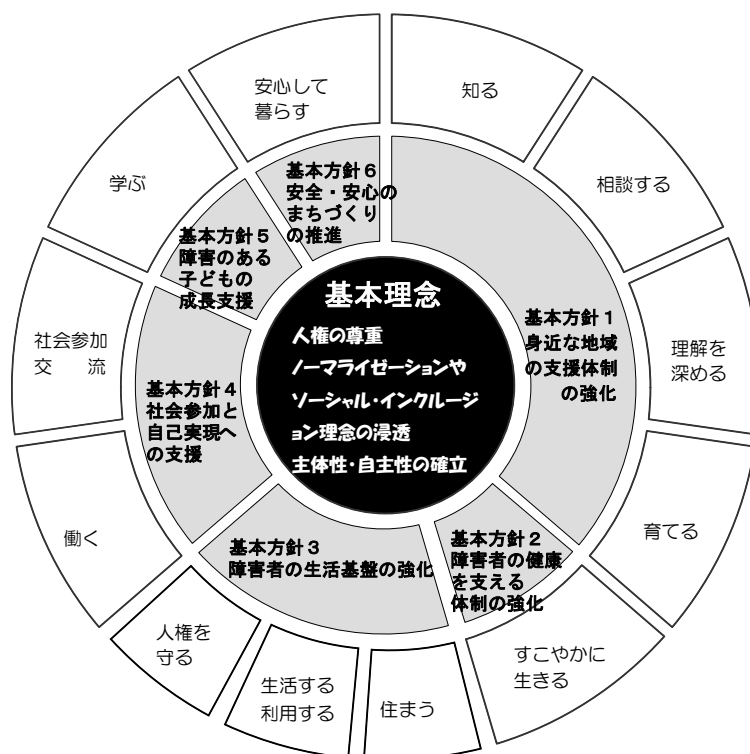 基本理念
人権の尊重
ノーマライゼーションや
ソーシャル・インクルージ
ョン理念の浸透
主体性・自主性の確立
基本方針1
身近な地域
の支援体制
の強化
基本方針2
障害者の健康
を支える
体制の強化
基本方針3
障害者の生活基盤の強化
基本方針4
社会参加と
自己実現へ
の支援
基本方針5
障害のある
子どもの
成長支援
基本方針6
安全・安心の
まちづくり
の推進
知る
相談する
理解を
深める
育てる
すこやかに
生きる
住まう
生活する
利用する
人権を
守る
働く
社会参加
交　　流
学ぶ
安心して
暮らす